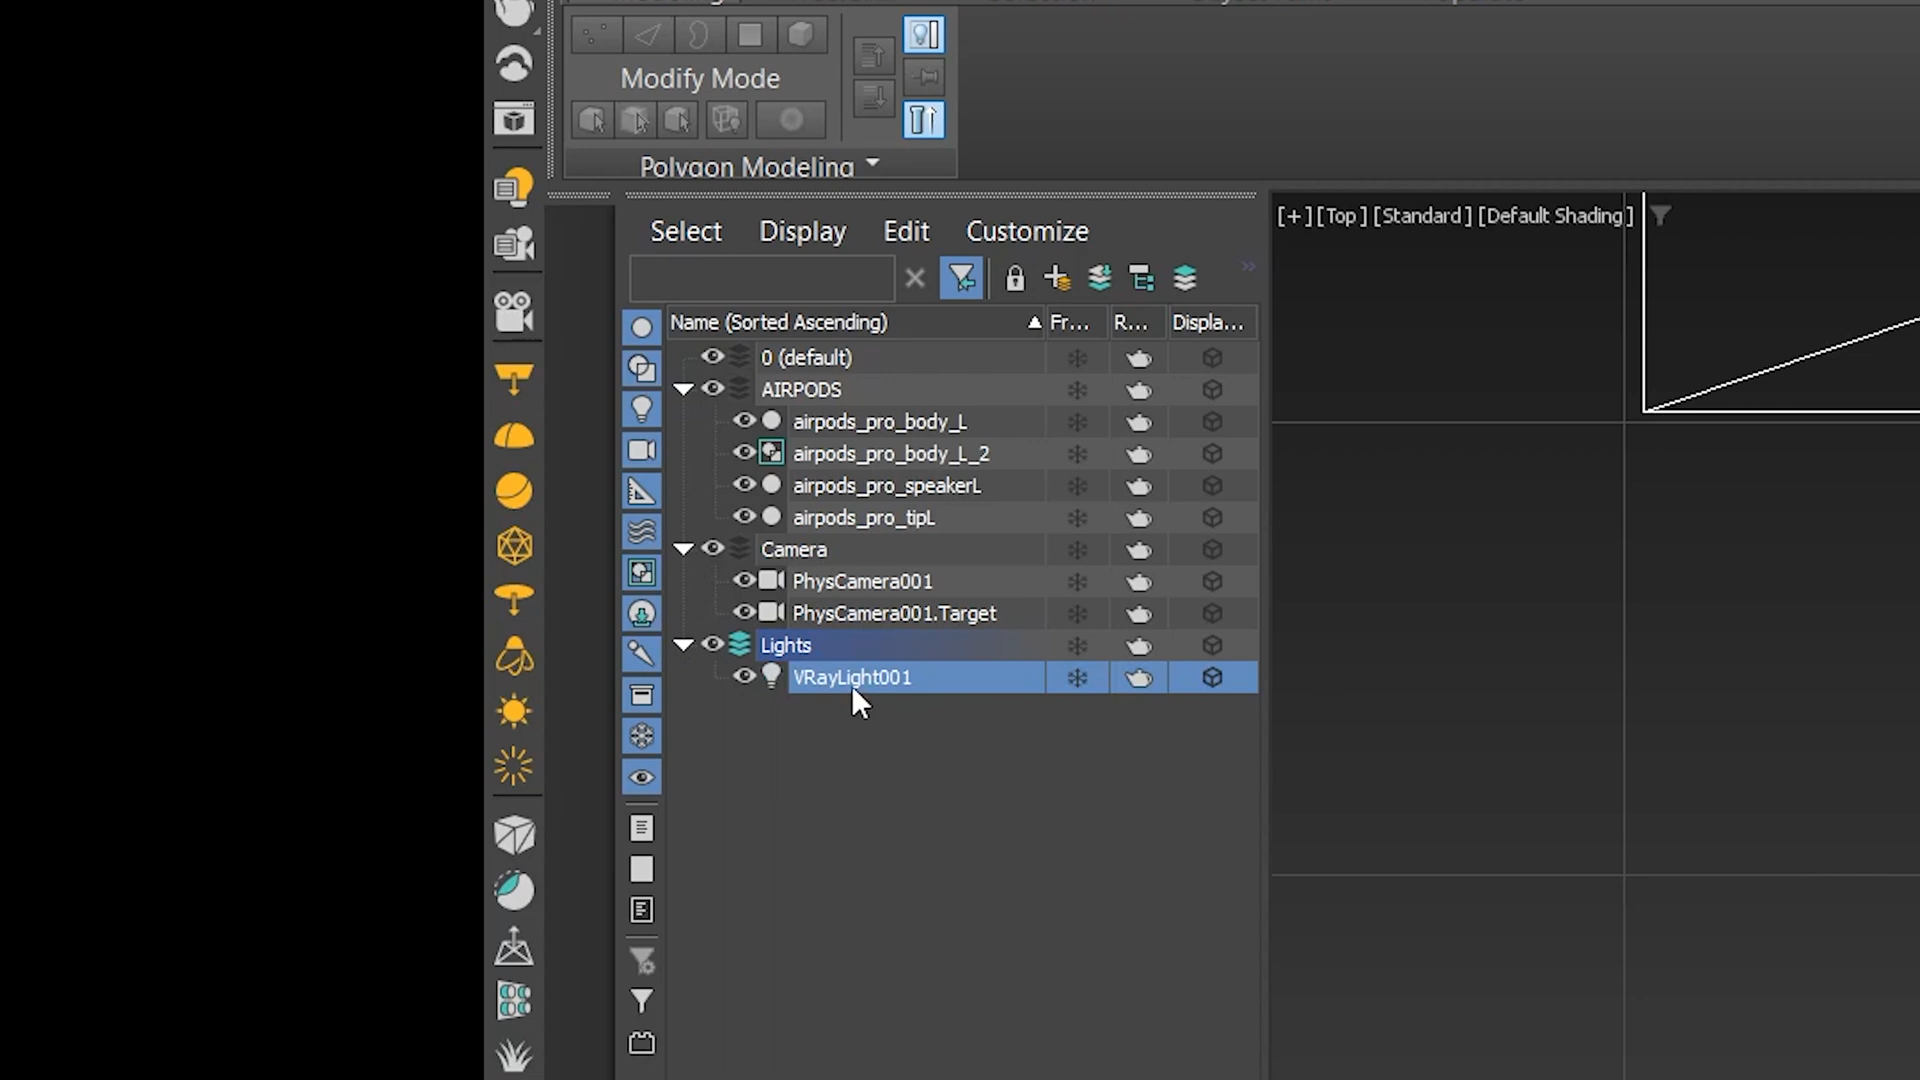 Modify Mode
Polygon Modeling
Select Display Edit Customize
[+] [Top] [Standard] [Default Shading]
Name (Sorted Ascending) Fr... R... Displa...
0 (default)
AIRPODS
airpods_pro_body_L
airpods_pro_body_L_2
airpods_pro_speakerL
airpods_pro_tipL
Camera
PhysCamera001
PhysCamera001.Target
Lights
VRayLight001